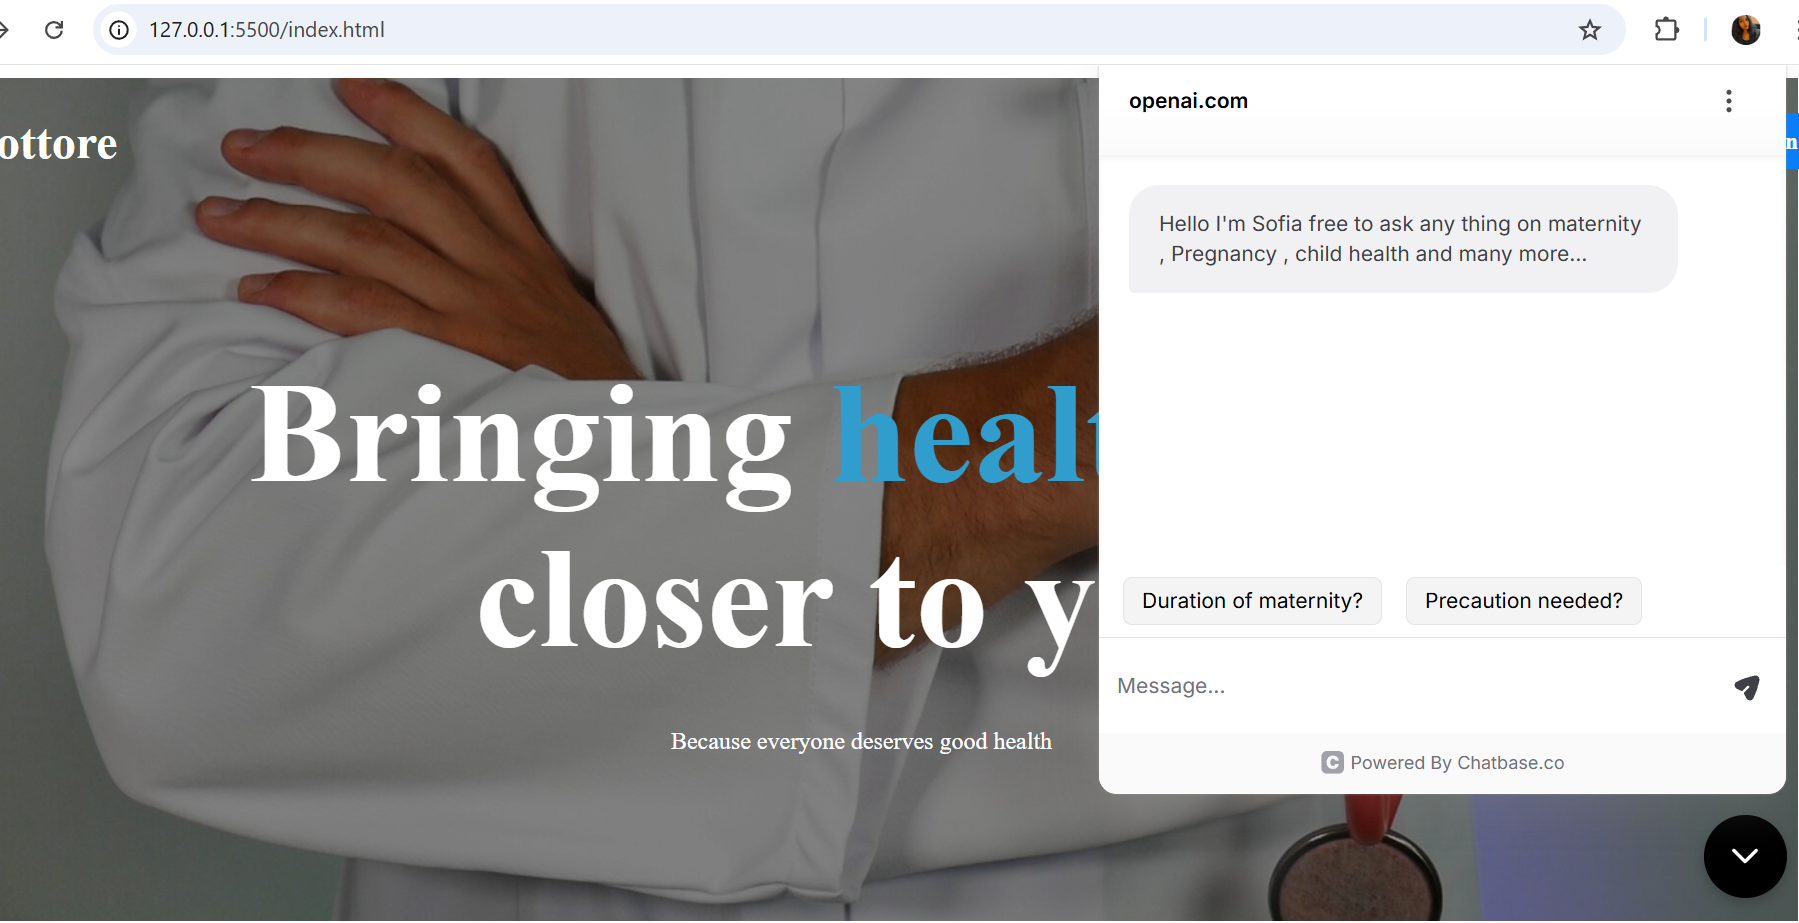 127.0.0.1:5500/index.html
openai.com
ottore
Hello I'm Sofia free to ask any thing on maternity
, Pregnancy , child health and many more...
Bringing healt
closer to y
Because everyone deserves good health
Duration of maternity?
Precaution needed?
Message...
C Powered By Chatbase.co